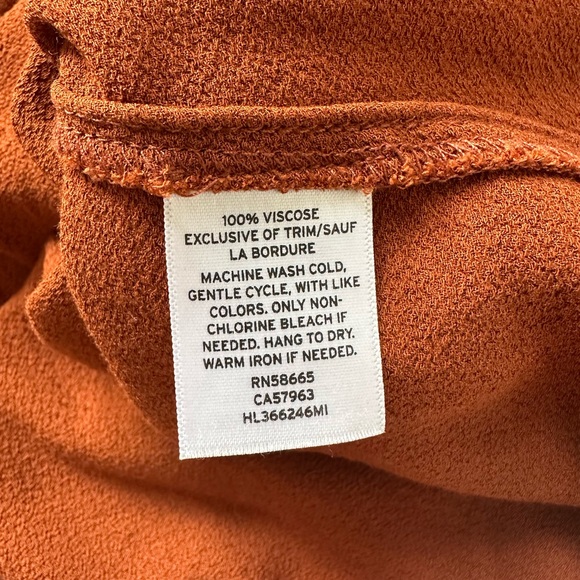 100% VISCOSE
EXCLUSIVE OF TRIM/SAUF
LA BORDURE
MACHINE WASH COLD,
GENTLE CYCLE, WITH LIKE
COLORS. ONLY NON-
CHLORINE BLEACH IF
NEEDED. HANG TO DRY.
WARM IRON IF NEEDED.
RN58665
CA57963
HL366246MI